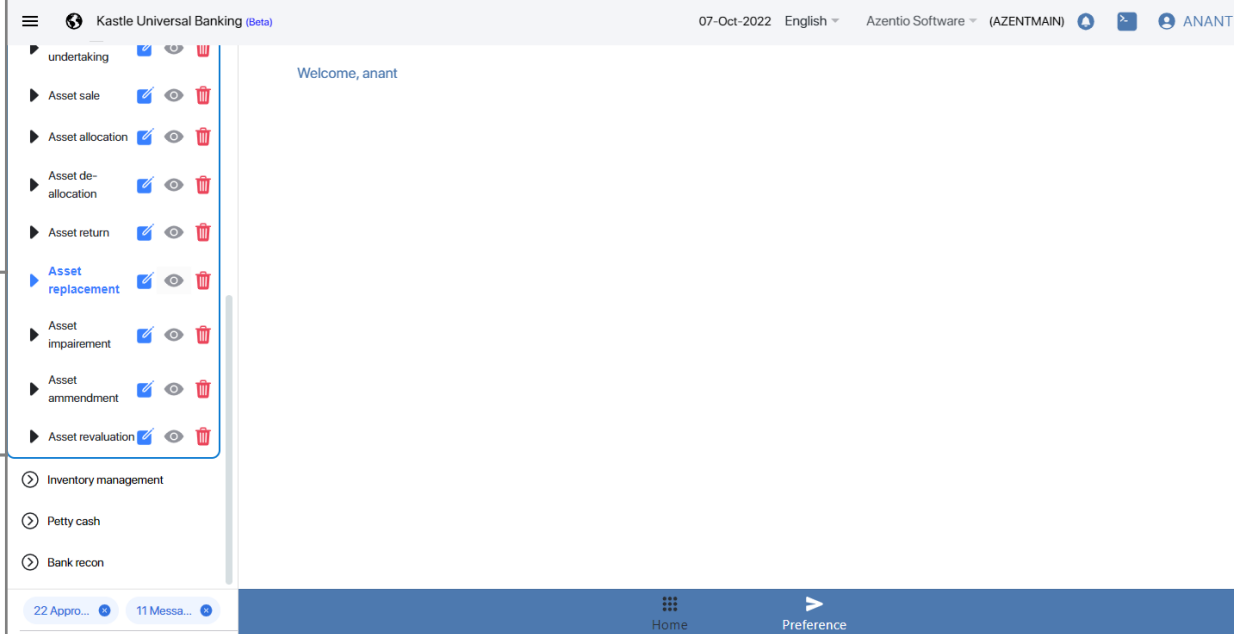 Kastle Universal Banking (Beta)
07-Oct-2022 English Azentio Software (AZENTMAIN) ANANT
undertaking
Asset sale
Asset allocation
Asset de-
allocation
Asset return
Asset
replacement
Asset
impairement
Asset
ammendment
Asset revaluation
Inventory management
Petty cash
Bank recon
22 Appro...
11 Messa...
Welcome, anant
Home
Preference